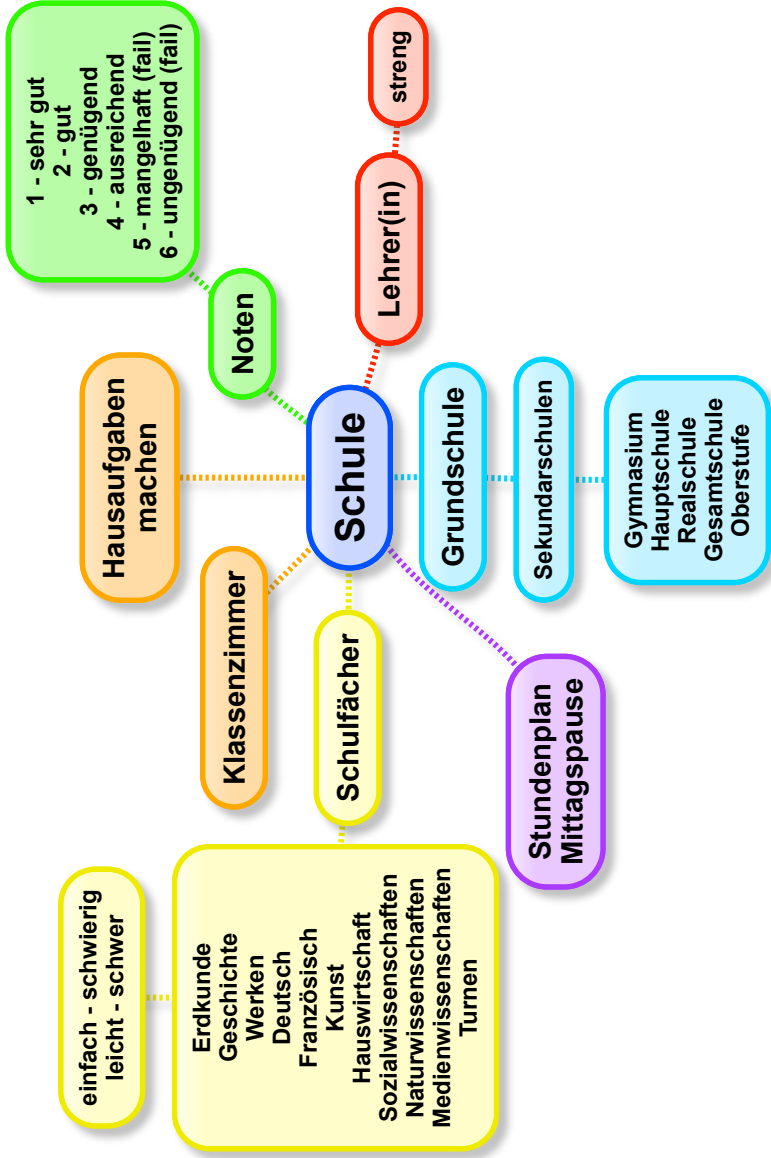 einfach - schwierig
leicht - schwer
Erdkunde
Geschichte
Werken
Deutsch
Französisch
Kunst
Hauswirtschaft
Sozialwissenschaften
Naturwissenschaften
Medienwissenschaften
Turnen
Schulfächer
Klassenzimmer
Hausaufgaben
machen
Schule
Noten
1 - sehr gut
2 - gut
3 - genügend
4 - ausreichend
5 - mangelhaft (fail)
6 - ungenügend (fail)
Lehrer(in)
streng
Grundschule
Sekundarschulen
Gymnasium
Hauptschule
Realschule
Gesamtschule
Oberstufe
Stundenplan
Mittagspause